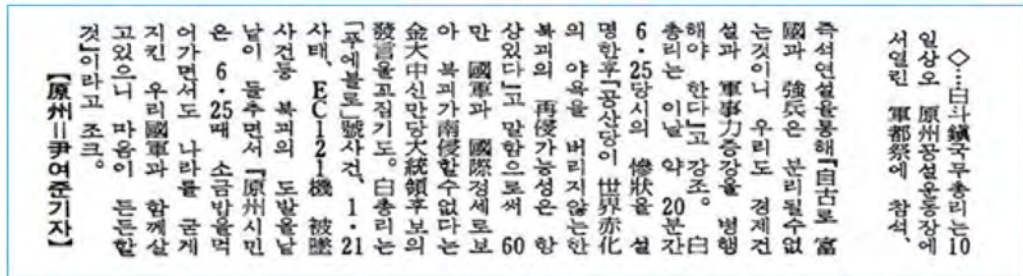 ◇……白斗鎭국무총리는10
일상오 原州공설운동장에
서열린 軍都祭에 참석、
즉석연설을통해『自古로 富
國과 強兵은 분리될수없
는것이니 우리도 경제건
설과 軍事力증강을 병행
해야 한다』고 강조。 白
총리는 이날 약 20분간
6·25당시의 慘狀을 설
명한후『공산당이 世界赤化
의 야욕을 버리지않는한
북괴의 再侵가능성은 항
상있다』고 말함으로써 60
만 國軍과 國際정세로보
아 북괴가南侵할수없다는
金大中신민당大統領후보의
發言을꼬집기도。白총리는
「푸에블로」號사건、1·21
사태、EC121機 被墜
사건등 북괴의 도발을낱
낱이 들추면서『原州시민
은 6·25때 소금밥을먹
어가면서도 나라를 굳게
지킨 우리國軍과 함께살
고있으니 마음이 든든할
것』이라고 조크。
【原州=尹여준기자】